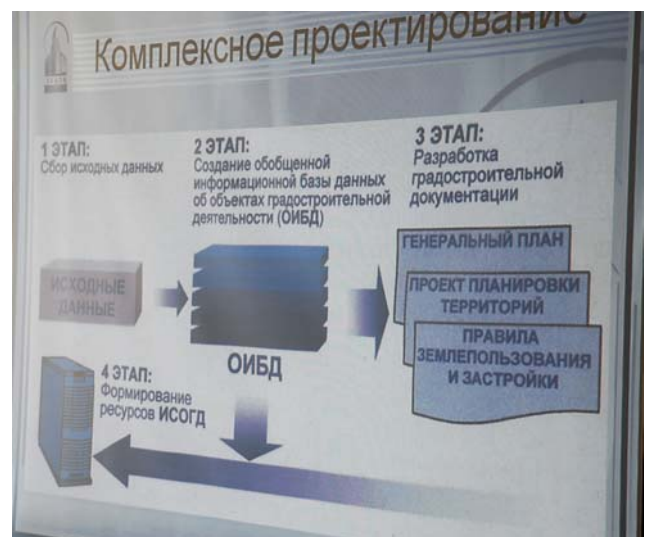 Комплексное проектирование
1 ЭТАП:
Сбор исходных данных
2 ЭТАП:
Создание обобщенной
информационной базы данных
об объектах градостроительной
деятельности (ОИБД)
3 ЭТАП:
Разработка
градостроительной
документации
ИСХОДНЫЕ
ДАННЫЕ
ОИБД
ГЕНЕРАЛЬНЫЙ ПЛАН
ПРОЕКТ ПЛАНИРОВКИ
ТЕРРИТОРИЙ
ПРАВИЛА
ЗЕМЛЕПОЛЬЗОВАНИЯ
И ЗАСТРОЙКИ
4 ЭТАП:
Формирование
ресурсов ИСОГД